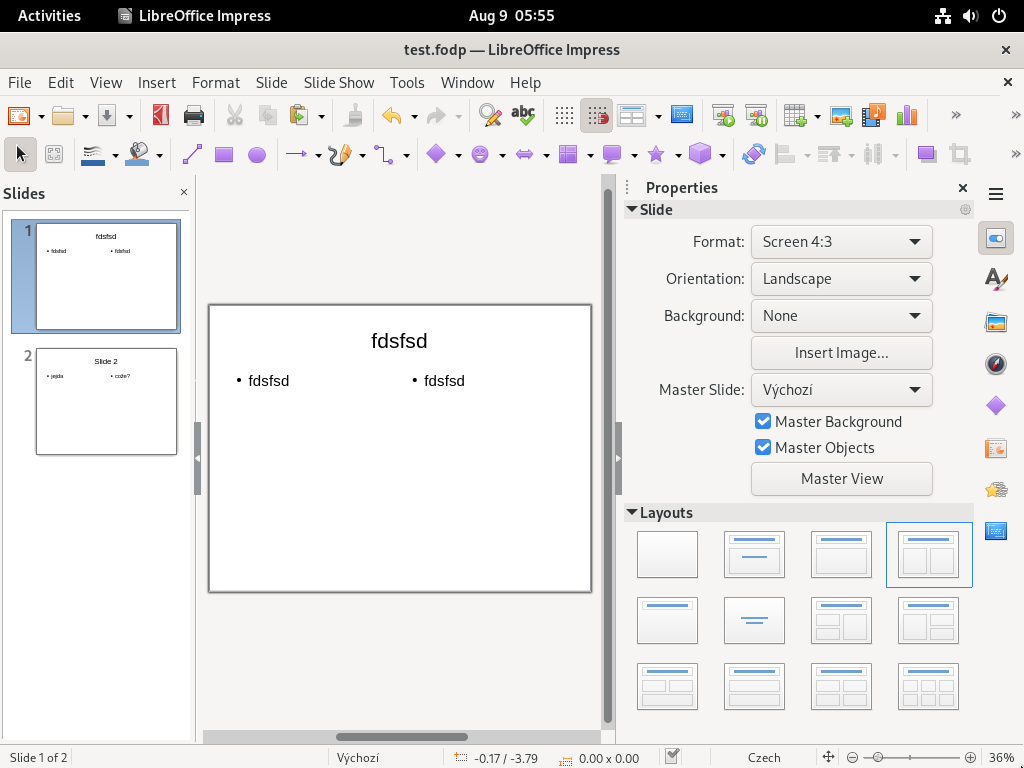 Activities
LibreOffice Impress
Aug 9 05:55
test.fodp — LibreOffice Impress
File Edit View Insert Format Slide Slide Show Tools Window Help
abc
Slides
1
fdsfsd
• fdsfsd
• fdsfsd
2
Slide 2
• jejda
• cože?
fdsfsd
• fdsfsd
• fdsfsd
Properties
Slide
Format: Screen 4:3
Orientation: Landscape
Background: None
Insert Image...
Master Slide: Výchozí
Master Background
Master Objects
Master View
Layouts
Slide 1 of 2
Výchozí
-0.17 / -3.79
0.00 x 0.00
Czech
36%